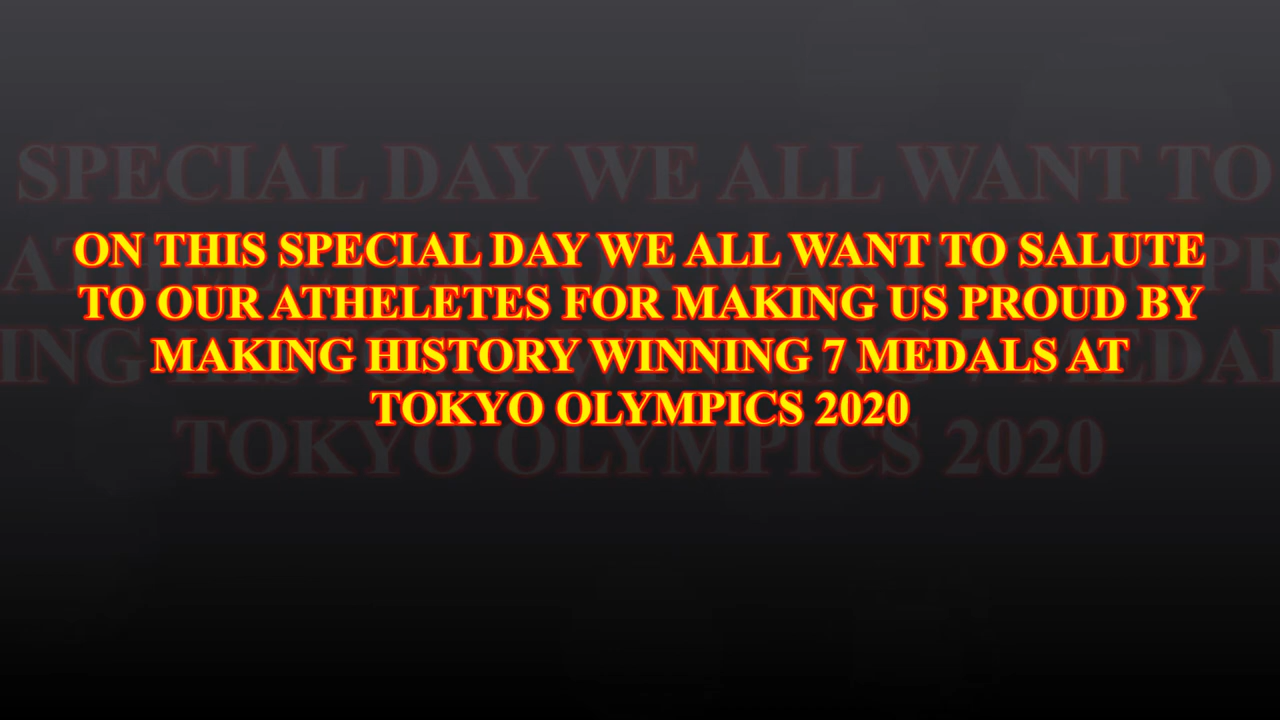 ON THIS SPECIAL DAY WE ALL WANT TO SALUTE
TO OUR ATHELETES FOR MAKING US PROUD BY
MAKING HISTORY WINNING 7 MEDALS AT
TOKYO OLYMPICS 2020